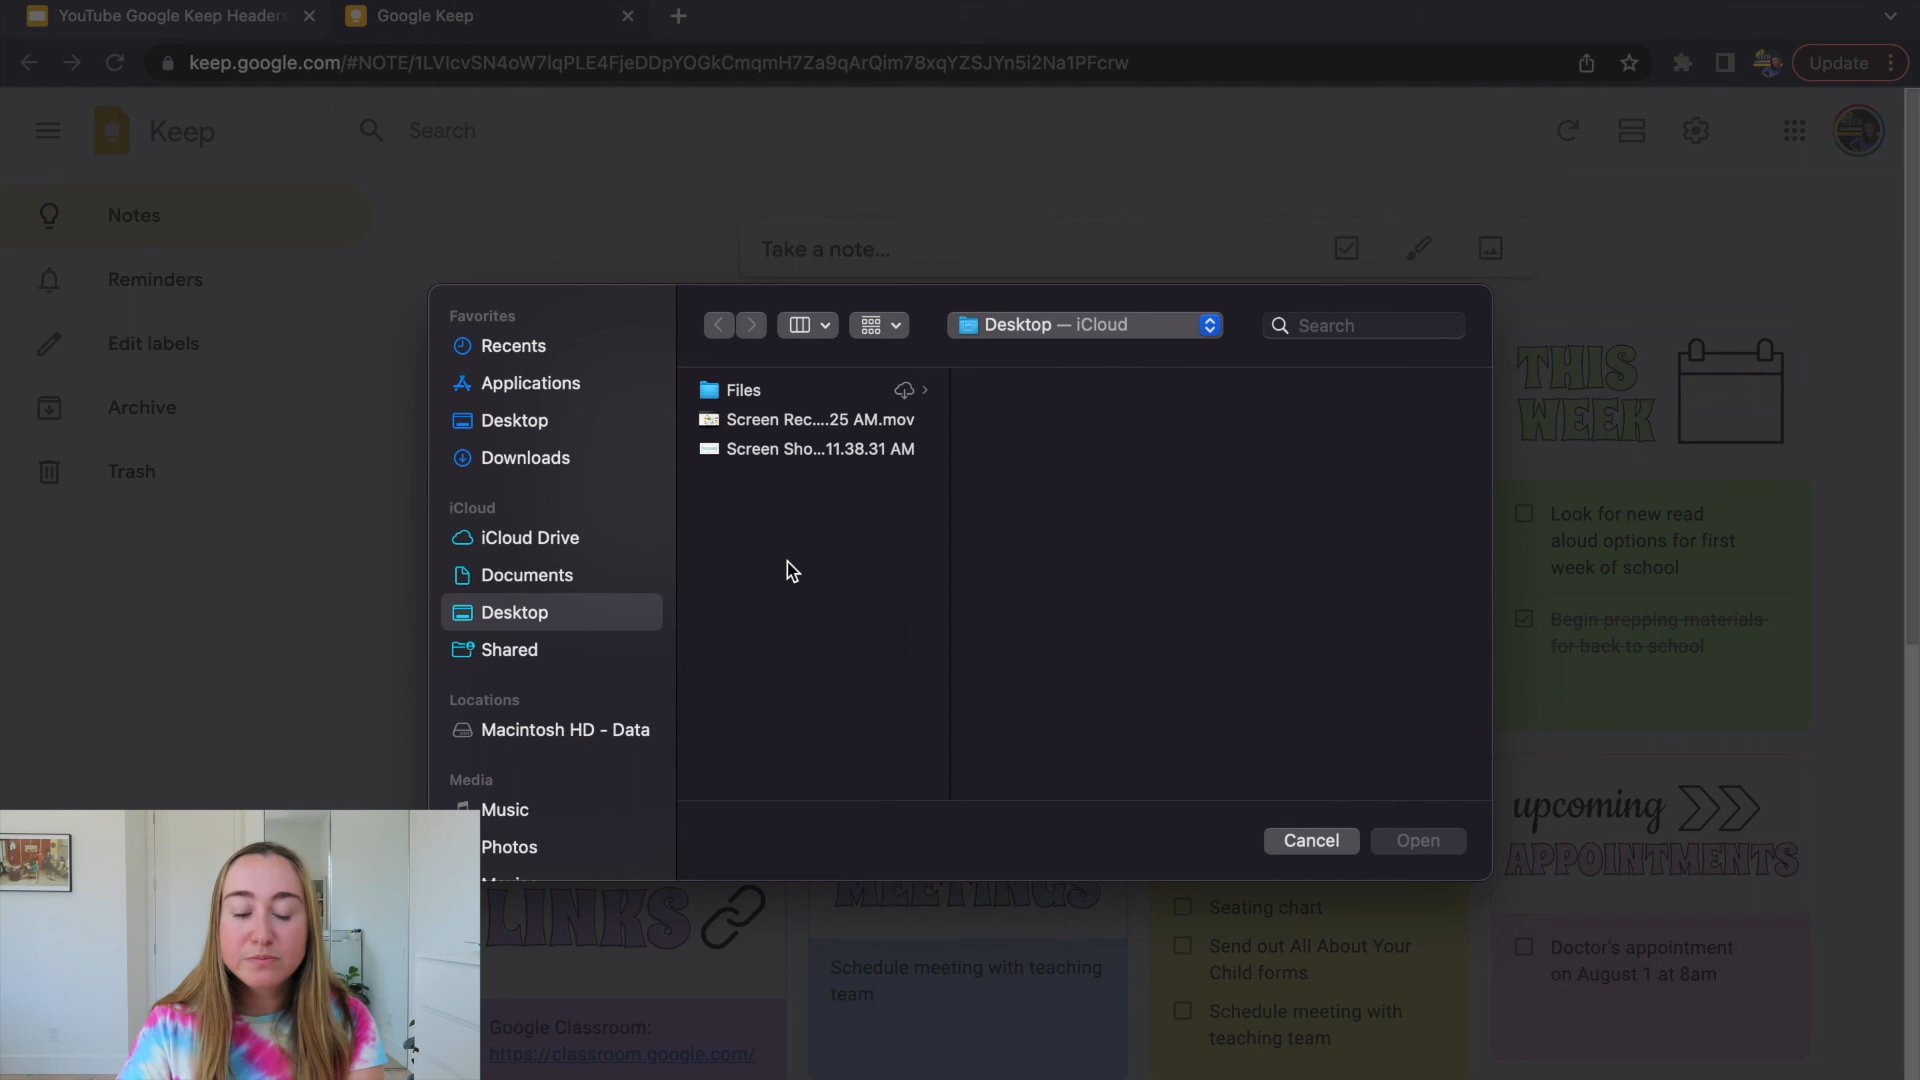 YouTube Google Keep Headers
Google Keep
keep.google.com/#NOTE/1LVIcvSN4oW7lqPLE4FjeDDpYOGkCmqmH7Za9qArQim78xqYZSJYn5i2Na1PFcrw
Update
Keep
Search
Notes
Reminders
Edit labels
Archive
Trash
Take a note...
Favorites
Recents
Applications
Desktop
Downloads
iCloud
iCloud Drive
Documents
Desktop
Shared
Locations
Macintosh HD - Data
Media
Music
Photos
Desktop — iCloud
Search
Files
Screen Rec....25 AM.mov
Screen Sho...11.38.31 AM
Cancel
Open
THIS
WEEK
Look for new read
aloud options for first
week of school
Begin prepping materials
for back to school
upcoming
APPOINTMENTS
Doctor's appointment
on August 1 at 8am
LINKS
Google Classroom:
https://classroom.google.com/
MEETINGS
Schedule meeting with teaching
team
Seating chart
Send out All About Your
Child forms
Schedule meeting with
teaching team